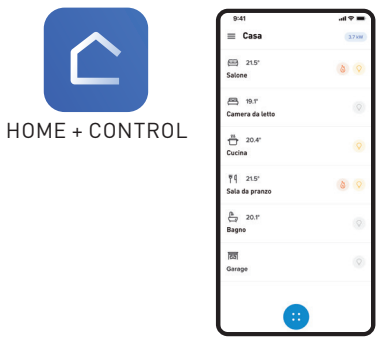 HOME + CONTROL
9:41
Casa
3.7 kW
21.5°
Salone
19.1°
Camera da letto
20.4°
Cucina
21.5°
Sala da pranzo
20.1°
Bagno
Garage